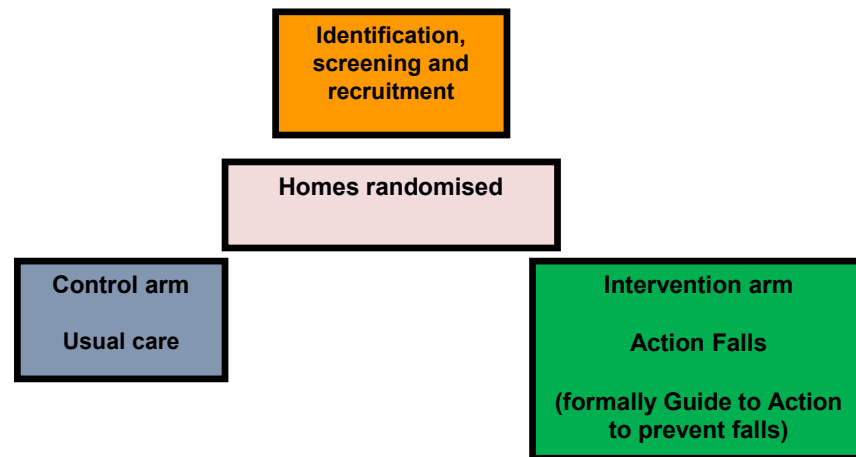 Identification,
screening and
recruitment
Homes randomised
Control arm
Usual care
Intervention arm
Action Falls
(formally Guide to Action
to prevent falls)